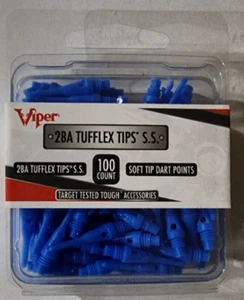 Viper
2BA TUFFLEX TIPS® S.S.
2BA TUFFLEX TIPS® S.S.
100
COUNT
SOFT TIP DART POINTS
TARGET TESTED TOUGH® ACCESSORIES